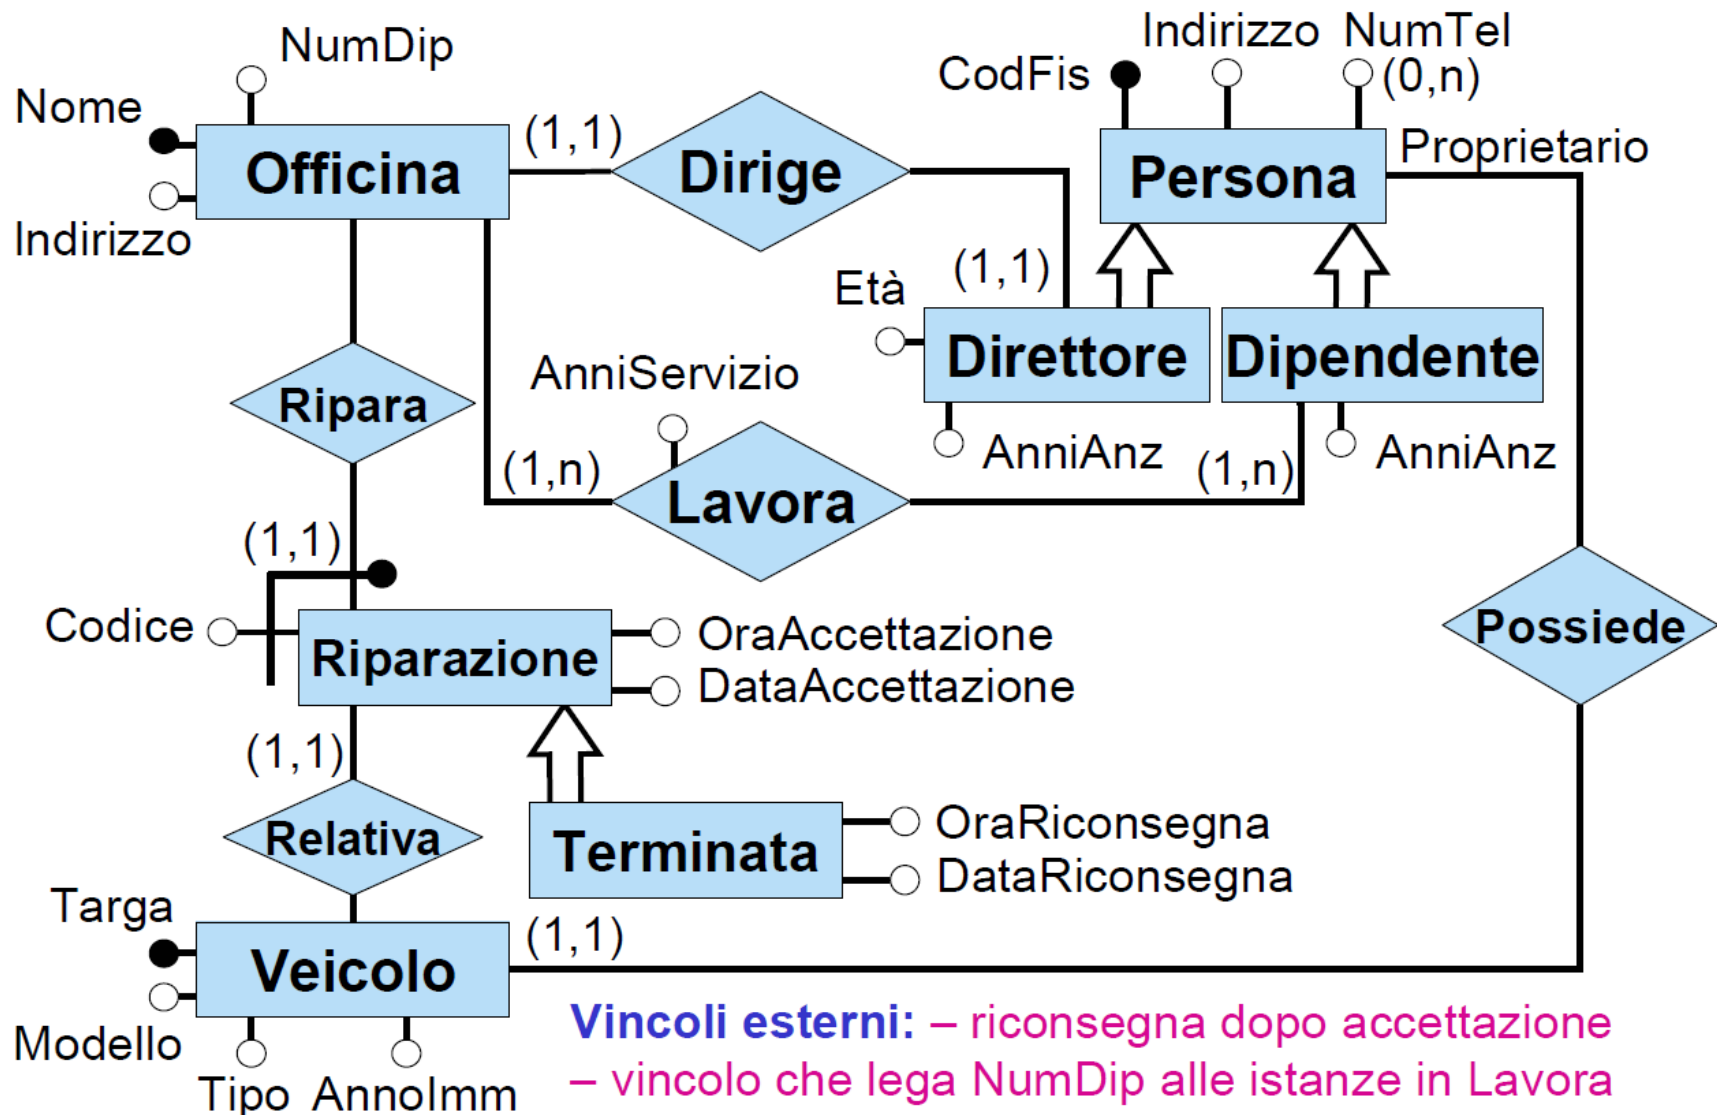 NumDip
Nome
Officina
Indirizzo
(1,1)
Dirige
CodFis
Indirizzo
NumTel
(0,n)
Persona
Proprietario
(1,1)
Età
Direttore
Dipendente
AnniAnz
AnniAnz
Ripara
AnniServizio
(1,n)
Lavora
(1,n)
(1,1)
Codice
Riparazione
OraAccettazione
DataAccettazione
Possiede
(1,1)
Relativa
Terminata
OraRiconsegna
DataRiconsegna
Targa
Veicolo
(1,1)
Modello
Tipo
AnnoImm
Vincoli esterni: – riconsegna dopo accettazione
– vincolo che lega NumDip alle istanze in Lavora